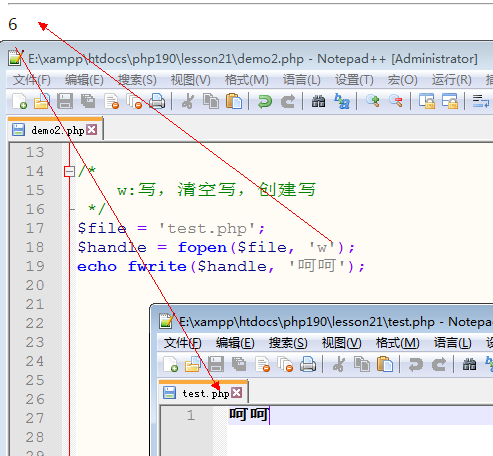 6
E:\xampp\htdocs\php190\lesson21\demo2.php - Notepad++ [Administrator]
文件(F) 编辑(E) 搜索(S) 视图(V) 格式(M) 语言(L) 设置(T) 宏(O) 运行(R)
demo2.php
13
14 /*
15 w:写，清空写，创建写
16 */
17 $file = 'test.php';
18 $handle = fopen($file, 'w');
19 echo fwrite($handle, '呵呵');
20
21
22
23
24
25
26
27
28
29
E:\xampp\htdocs\php190\lesson21\test.php - Notepa
文件(F) 编辑(E) 搜索(S) 视图(V) 格式(M) 语言(L)
test.php
1 呵呵